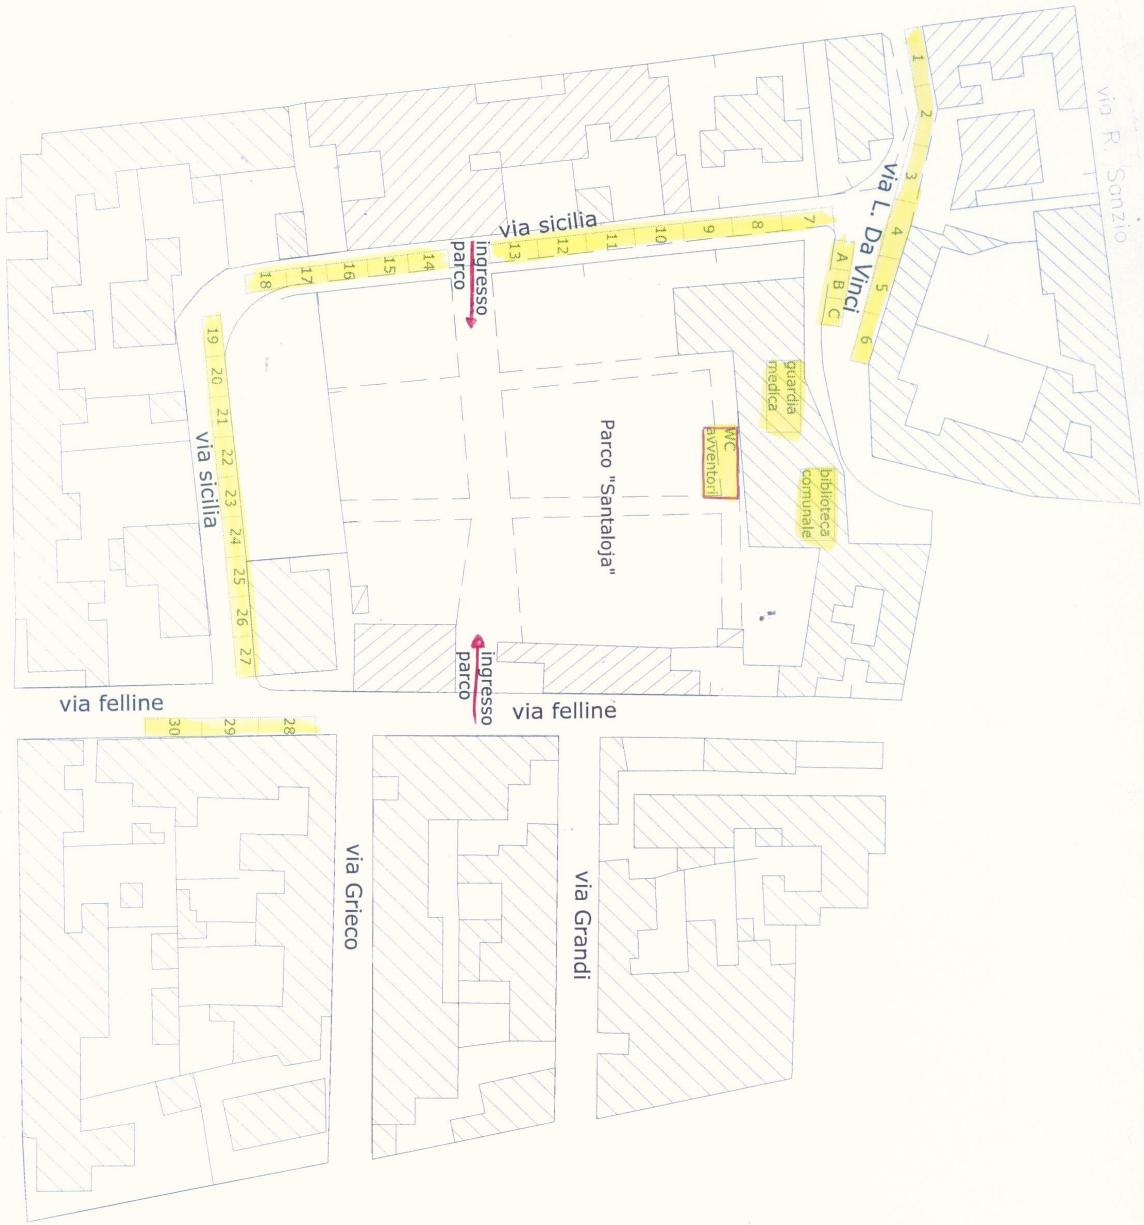 via R. Sanzio
1
2
3
4
5
6
via L. Da Vinci
A
B
C
7
8
9
10
11
12
13
via sicilia
ingresso
parco
14
15
16
17
18
19
20
21
22
23
24
25
26
27
via sicilia
guardia
medica
WC
avventori
biblioteca
comunale
Parco "Santaloja"
ingresso
parco
via felline
via felline
28
29
30
via Grieco
via Grandi